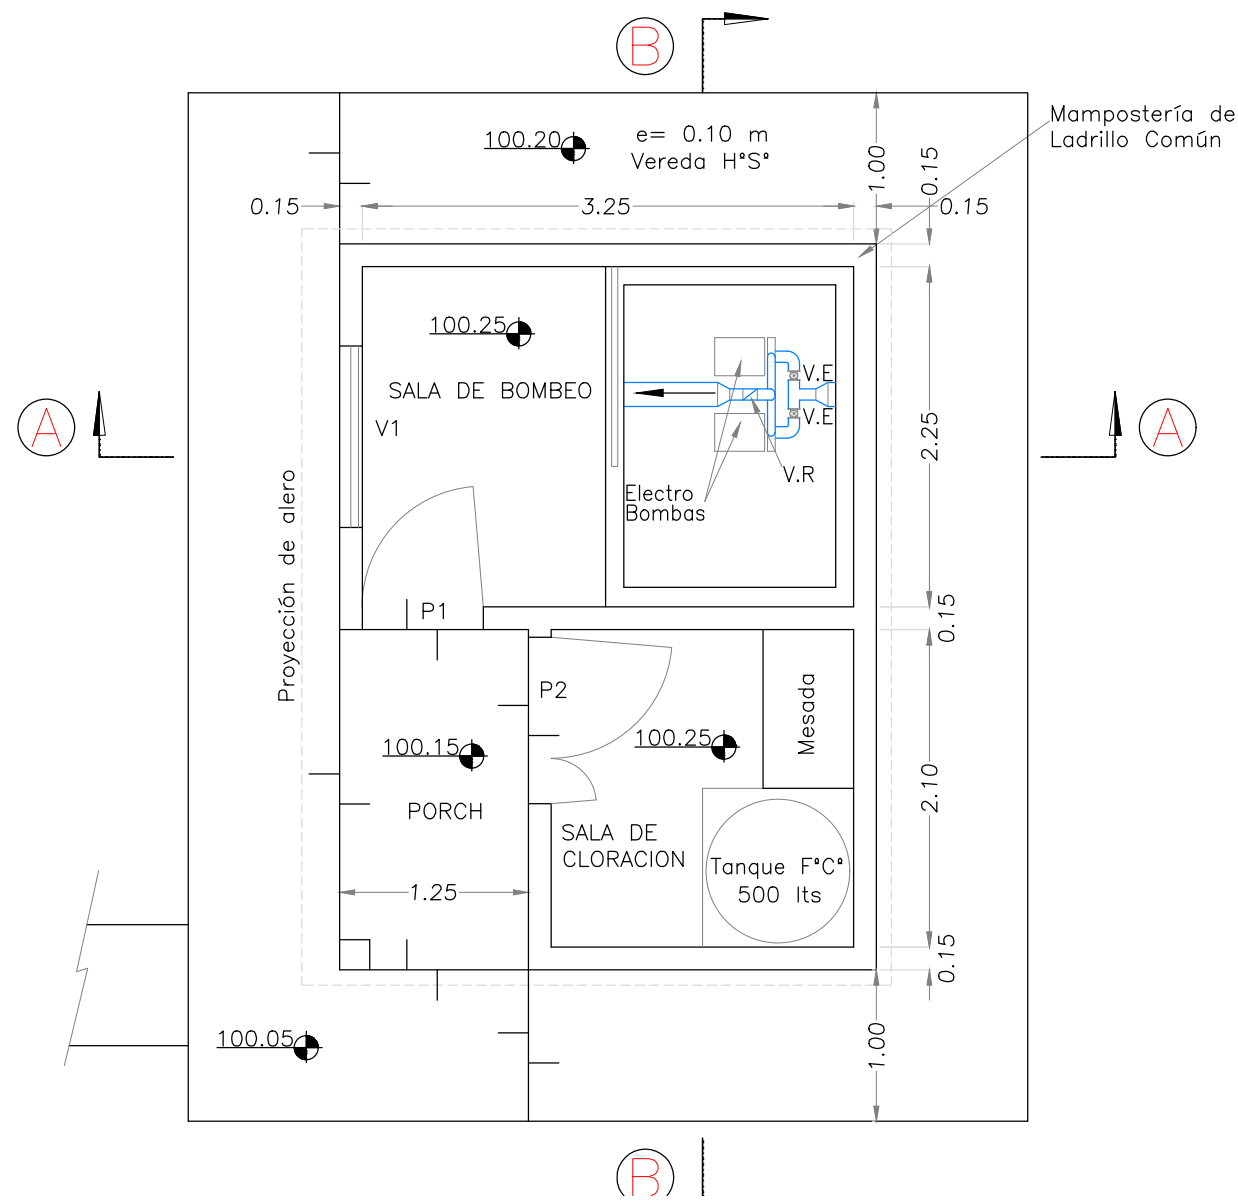 B
100.20
e= 0.10 m
Vereda H°S°
Mampostería de
Ladrillo Común
1.00
0.15
0.15
3.25
0.15
100.25
SALA DE BOMBEO
V1
V.E
V.E
V.R
Electro
Bombas
A
A
2.25
Proyección de alero
P1
0.15
P2
100.15
100.25
Mesada
PORCH
2.10
SALA DE
CLORACION
Tanque F°C°
500 lts
1.25
0.15
100.05
1.00
B